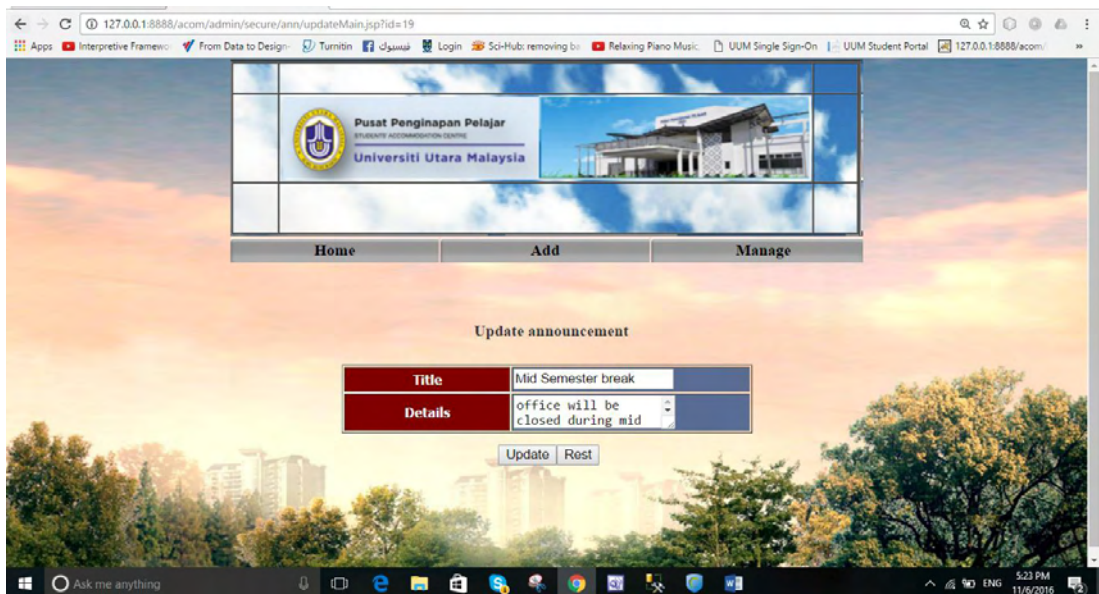 127.0.0.1:8888/acom/admin/secure/ann/updateMain.jsp?id=19
Apps Interpretive Framewor From Data to Design- Turnitin فيسبوك Login Sci-Hub: removing ba Relaxing Piano Music. UUM Single Sign-On UUM Student Portal 127.0.0.1:8888/acom/ »
Pusat Penginapan Pelajar
STUDENTS ACCOMMODATION CENTRE
Universiti Utara Malaysia
Home Add Manage
Update announcement
Title Mid Semester break
Details office will be
closed during mid
Update Rest
Ask me anything
ENG 5:23 PM
11/6/2016
2